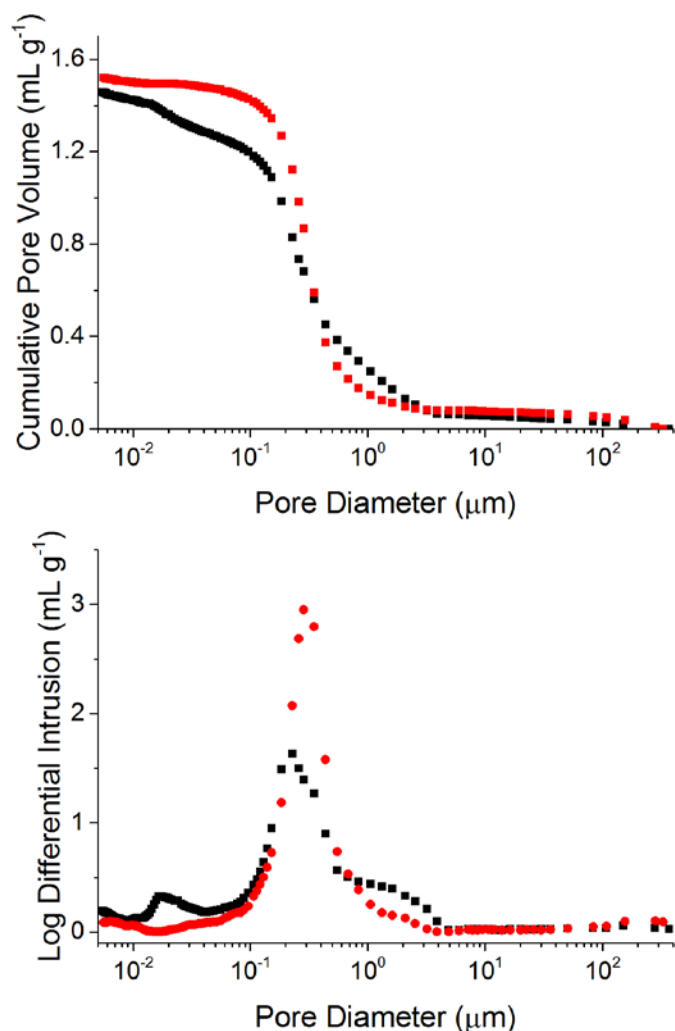 1.6
1.2
0.8
0.4
0.0
Cumulative Pore Volume (mL g⁻¹)
10⁻² 10⁻¹ 10⁰ 10¹ 10²
Pore Diameter (μm)
3
2
1
0
Log Differential Intrusion (mL g⁻¹)
10⁻² 10⁻¹ 10⁰ 10¹ 10²
Pore Diameter (μm)